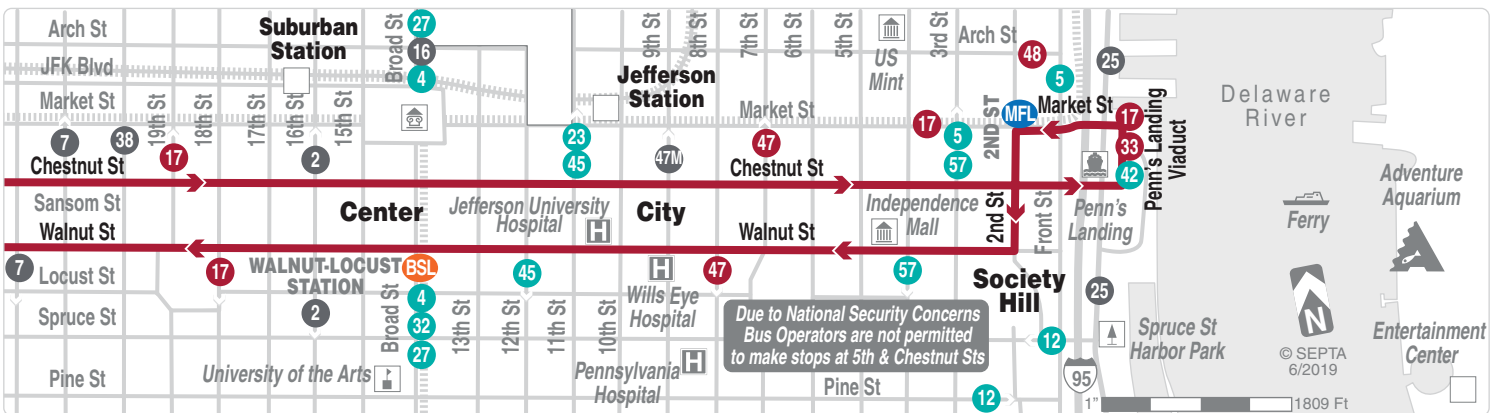 Arch St
Suburban
Station
Broad St
27
16
4
9th St
8th St
7th St
6th St
5th St
US
Mint
3rd St
Arch St
48
25
5
JFK Blvd
Jefferson
Station
Delaware
River
Market St
19th St
18th St
17th St
16th St
15th St
Market St
2ND ST
MFL
Market St
17
33
42
Penn's Landing
Viaduct
7
38
17
2
23
45
47M
47
17
5
57
Chestnut St
Chestnut St
Sansom St
Center
Jefferson University
Hospital
H
City
Independence
Mall
2nd St
Front St
Penn's
Landing
Ferry
Adventure
Aquarium
Walnut St
Walnut St
7
Locust St
17
WALNUT-LOCUST
STATION
BSL
45
H
Wills Eye
Hospital
47
57
Society
Hill
25
Spruce St
2
Broad St
4
32
27
13th St
12th St
11th St
10th St
Due to National Security Concerns
Bus Operators are not permitted
to make stops at 5th & Chestnut Sts
12
Spruce St
Harbor Park
N
© SEPTA
6/2019
Entertainment
Center
Pine St
University of the Arts
Pennsylvania
Hospital
H
Pine St
12
95
1"
1809 Ft